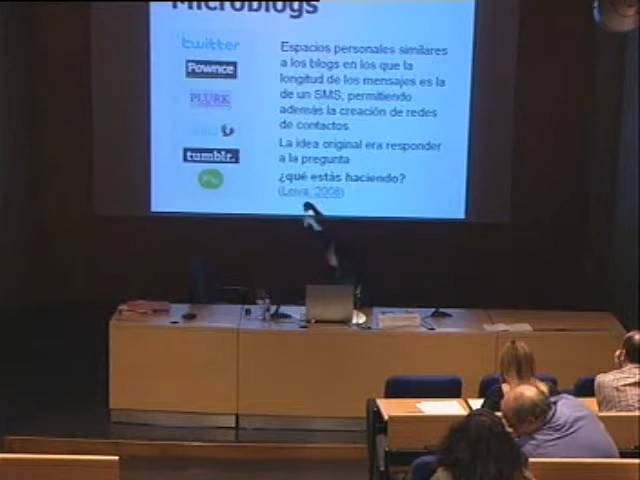 Microblogs
twitter
Pownce
PLURK
tumblr.
Espacios personales similares
a los blogs en los que la
longitud de los mensajes es la
de un SMS, permitiendo
además la creación de redes
de contactos
La idea original era responder
a la pregunta
¿qué estás haciendo?
(Leiva, 2008)